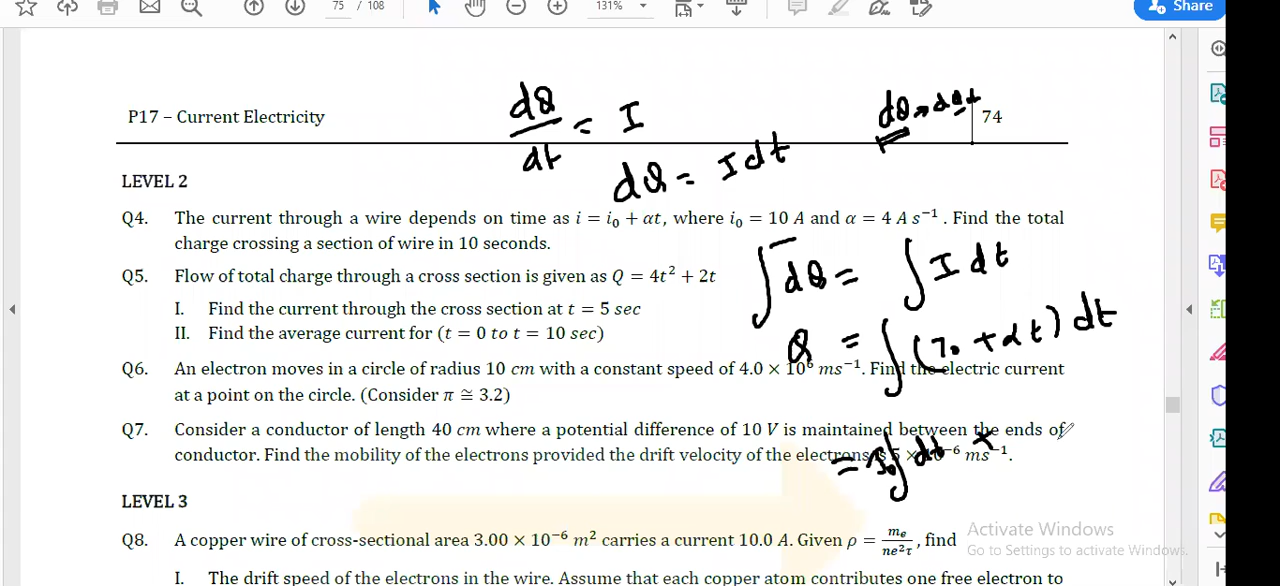 75 / 108
131%
Share
dQ/dt = I
dQ
P17 – Current Electricity
74
dQ = I dt
LEVEL 2
Q4. The current through a wire depends on time as i = i₀ + αt, where i₀ = 10 A and α = 4 A s⁻¹. Find the total
charge crossing a section of wire in 10 seconds.
∫dQ = ∫I dt
Q5. Flow of total charge through a cross section is given as Q = 4t² + 2t
I. Find the current through the cross section at t = 5 sec
II. Find the average current for (t = 0 to t = 10 sec)
Q = ∫(I₀ + αt) dt
Q6. An electron moves in a circle of radius 10 cm with a constant speed of 4.0 × 10⁶ ms⁻¹. Find the electric current
at a point on the circle. (Consider π ≅ 3.2)
Q7. Consider a conductor of length 40 cm where a potential difference of 10 V is maintained between the ends of
conductor. Find the mobility of the electrons provided the drift velocity of the electrons is 5 × ⁻⁶ ms⁻¹.
= I₀∫dt
LEVEL 3
Q8. A copper wire of cross-sectional area 3.00 × 10⁻⁶ m² carries a current 10.0 A. Given ρ = mₑ/ne²τ, find
I. The drift speed of the electrons in the wire. Assume that each copper atom contributes one free electron to
Activate Windows
Go to Settings to activate Windows.